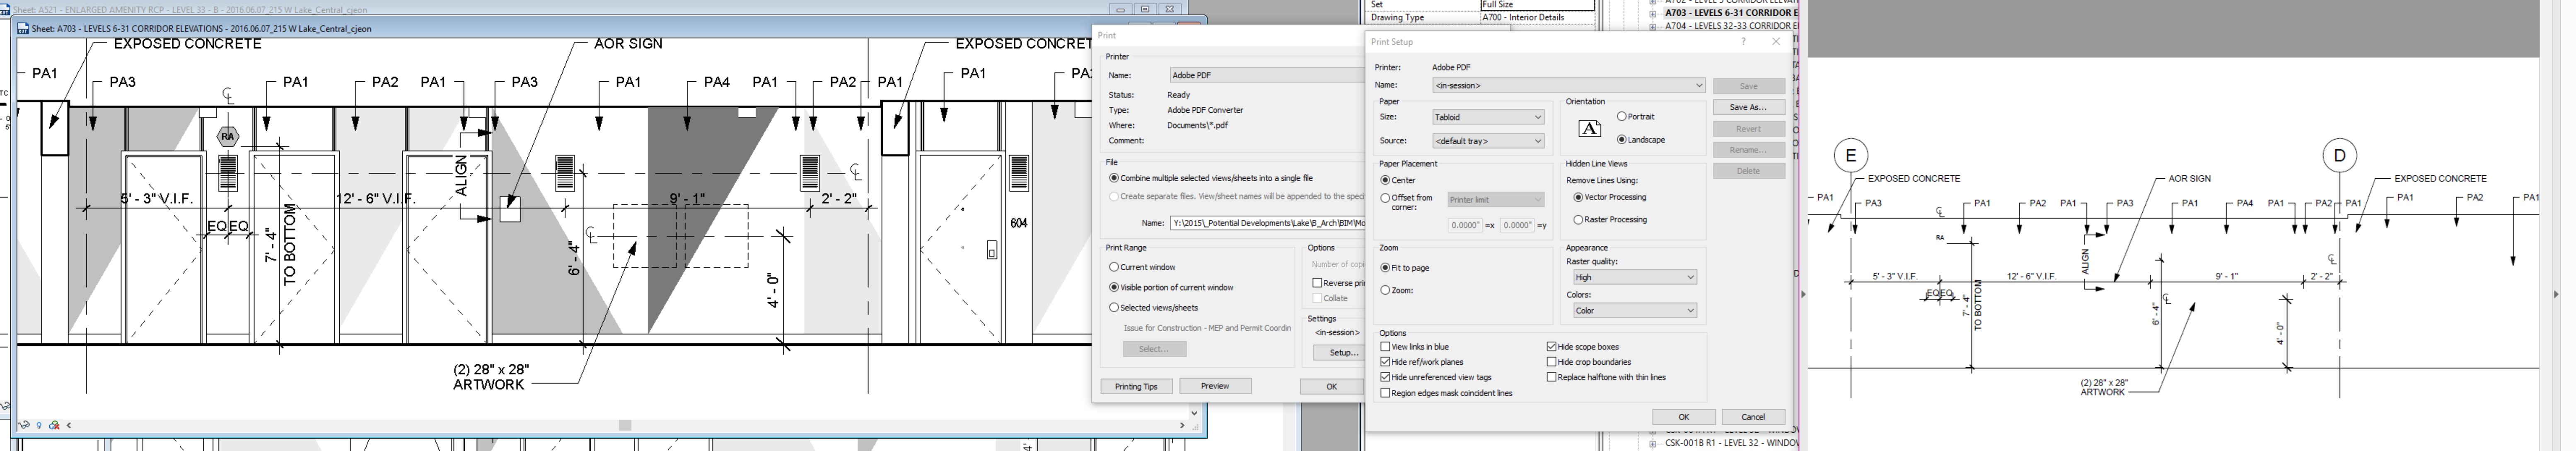 Sheet: A521 - ENLARGED AMENITY RCP - LEVEL 33 - B - 2016.06.07_215 W Lake_Central_cjeon
Sheet: A703 - LEVELS 6-31 CORRIDOR ELEVATIONS - 2016.06.07_215 W Lake_Central_cjeon
EXPOSED CONCRETE
AOR SIGN
EXPOSED CONCRET
PA1
PA3
PA1
PA2
PA1
PA3
PA1
PA4
PA1
PA2
PA1
PA1
PA
RA
ALIGN
5' - 3" V.I.F.
12' - 6" V.I.F.
9' - 1"
2' - 2"
EQ EQ
7' - 4"
TO BOTTOM
6' - 4"
4' - 0"
604
(2) 28" x 28"
ARTWORK
Print
Printer
Name:
Adobe PDF
Status:
Ready
Type:
Adobe PDF Converter
Where:
Documents\*.pdf
Comment:
File
Combine multiple selected views/sheets into a single file
Create separate files. View/sheet names will be appended to the speci
Name:
Y:\2015\_Potential Developments\Lake\B_Arch\BIM\Mo
Print Range
Current window
Visible portion of current window
Selected views/sheets
Issue for Construction - MEP and Permit Coordin
Select...
Options
Number of copi
Reverse pri
Collate
Settings
<in-session>
Setup...
Printing Tips
Preview
OK
Set
Full Size
Drawing Type
A700 - Interior Details
Print Setup
?
Printer:
Adobe PDF
Name:
<in-session>
Save
Save As...
Revert
Rename...
Delete
Paper
Size:
Tabloid
Source:
<default tray>
Orientation
A
Portrait
Landscape
Paper Placement
Center
Offset from
corner:
Printer limit
0.0000"
=x
0.0000"
=y
Hidden Line Views
Remove Lines Using:
Vector Processing
Raster Processing
Zoom
Fit to page
Zoom:
Appearance
Raster quality:
High
Colors:
Color
Options
View links in blue
Hide ref/work planes
Hide unreferenced view tags
Region edges mask coincident lines
Hide scope boxes
Hide crop boundaries
Replace halftone with thin lines
OK
Cancel
A703 - LEVELS 6-31 CORRIDOR E
A704 - LEVELS 32-33 CORRIDOR E
CSK-001B R1 - LEVEL 32 - WINDO
E
D
EXPOSED CONCRETE
AOR SIGN
EXPOSED CONCRETE
PA1
PA3
PA1
PA2
PA1
PA3
PA1
PA4
PA1
PA2
PA1
PA1
PA2
PA1
RA
ALIGN
5' - 3" V.I.F.
12' - 6" V.I.F.
9' - 1"
2' - 2"
EQ EQ
7' - 4"
TO BOTTOM
6' - 4"
4' - 0"
(2) 28" x 28"
ARTWORK